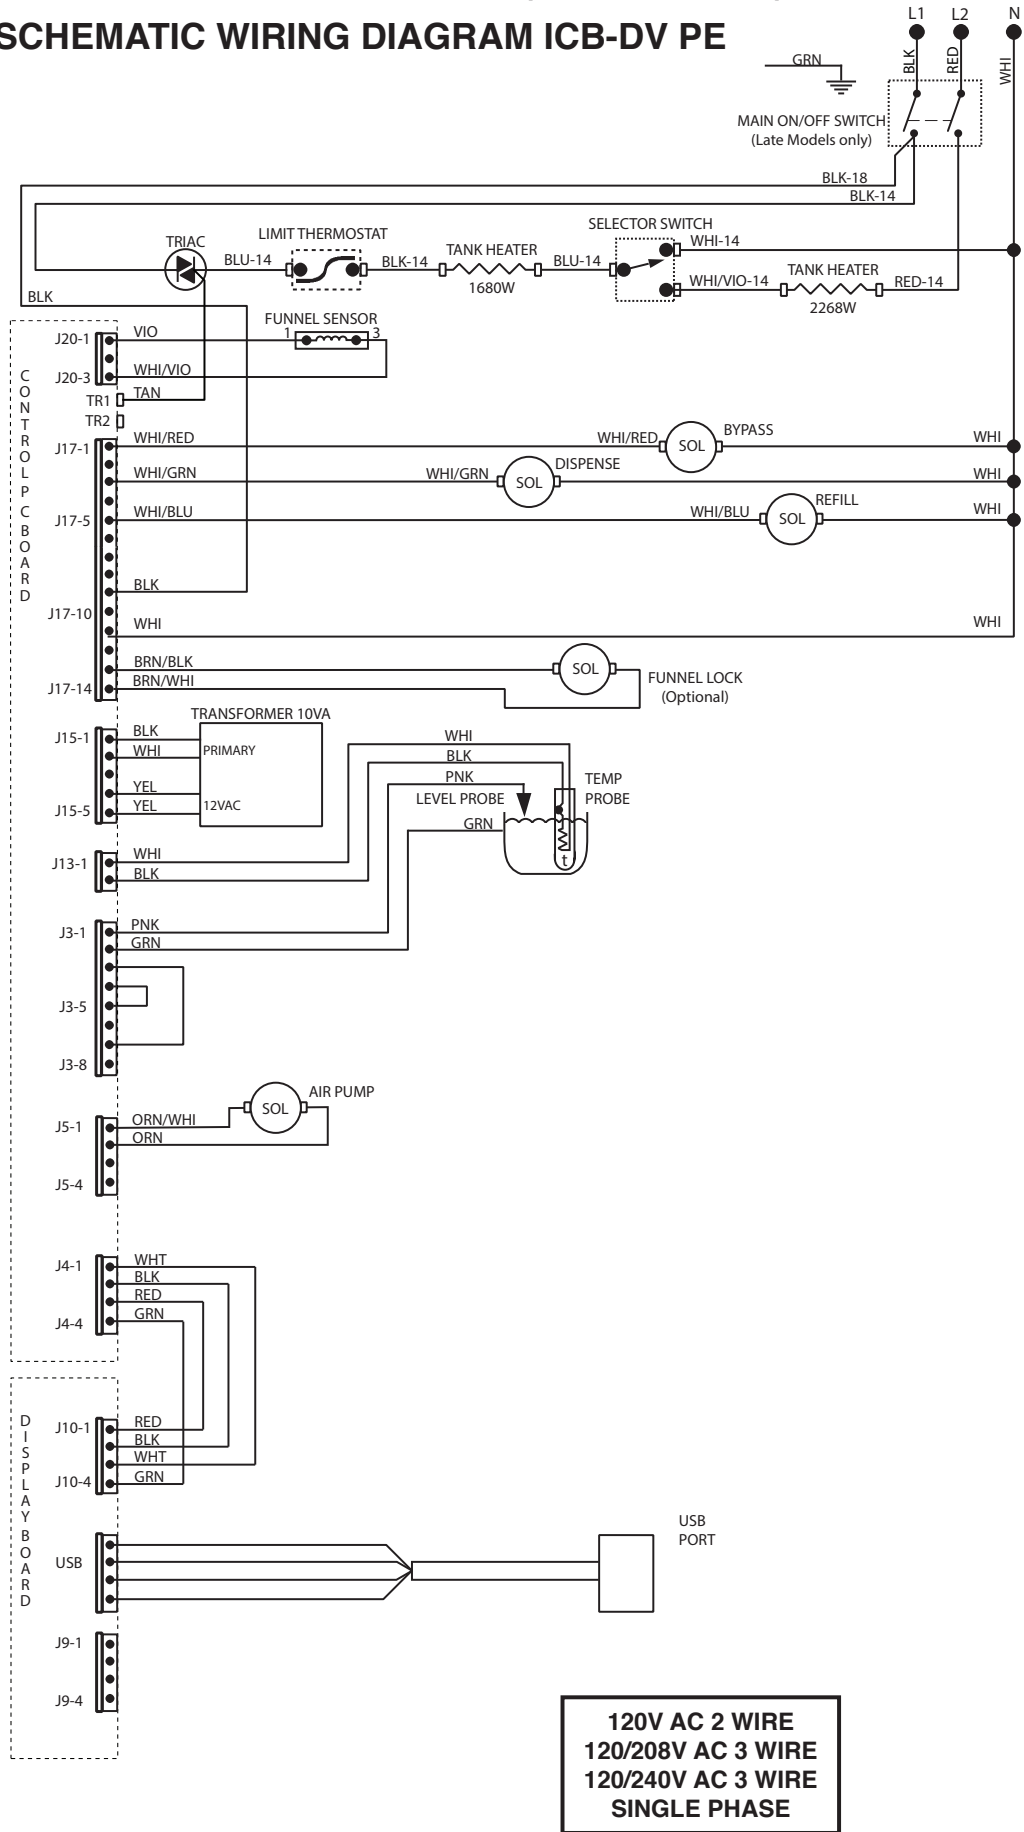 SCHEMATIC WIRING DIAGRAM ICB-DV PE
L1 L2 N
BLK RED WHI
GRN
MAIN ON/OFF SWITCH
(Late Models only)
BLK-18
BLK-14
SELECTOR SWITCH
TRIAC
LIMIT THERMOSTAT
TANK HEATER
WHI-14
BLU-14
BLK-14
1680W
BLU-14
WHI/VIO-14
TANK HEATER
2268W
RED-14
BLK
FUNNEL SENSOR
1 3
CONTROL PC BOARD
J20-1 VIO
J20-3 WHI/VIO
TR1 TAN
TR2
J17-1 WHI/RED WHI/RED SOL BYPASS WHI
WHI/GRN WHI/GRN SOL DISPENSE WHI
J17-5 WHI/BLU WHI/BLU SOL REFILL WHI
BLK
J17-10
WHI WHI
BRN/BLK SOL
FUNNEL LOCK
(Optional)
J17-14 BRN/WHI
TRANSFORMER 10VA
J15-1 BLK
WHI PRIMARY
YEL
J15-5 YEL 12VAC
WHI
BLK
PNK
LEVEL PROBE
TEMP
PROBE
GRN
t
J13-1 WHI
BLK
J3-1 PNK
GRN
J3-5
J3-8
AIR PUMP
SOL
J5-1 ORN/WHI
ORN
J5-4
J4-1 WHT
BLK
RED
J4-4 GRN
DISPLAY BOARD
J10-1 RED
BLK
WHT
J10-4 GRN
USB
USB
PORT
J9-1
J9-4
120V AC 2 WIRE
120/208V AC 3 WIRE
120/240V AC 3 WIRE
SINGLE PHASE